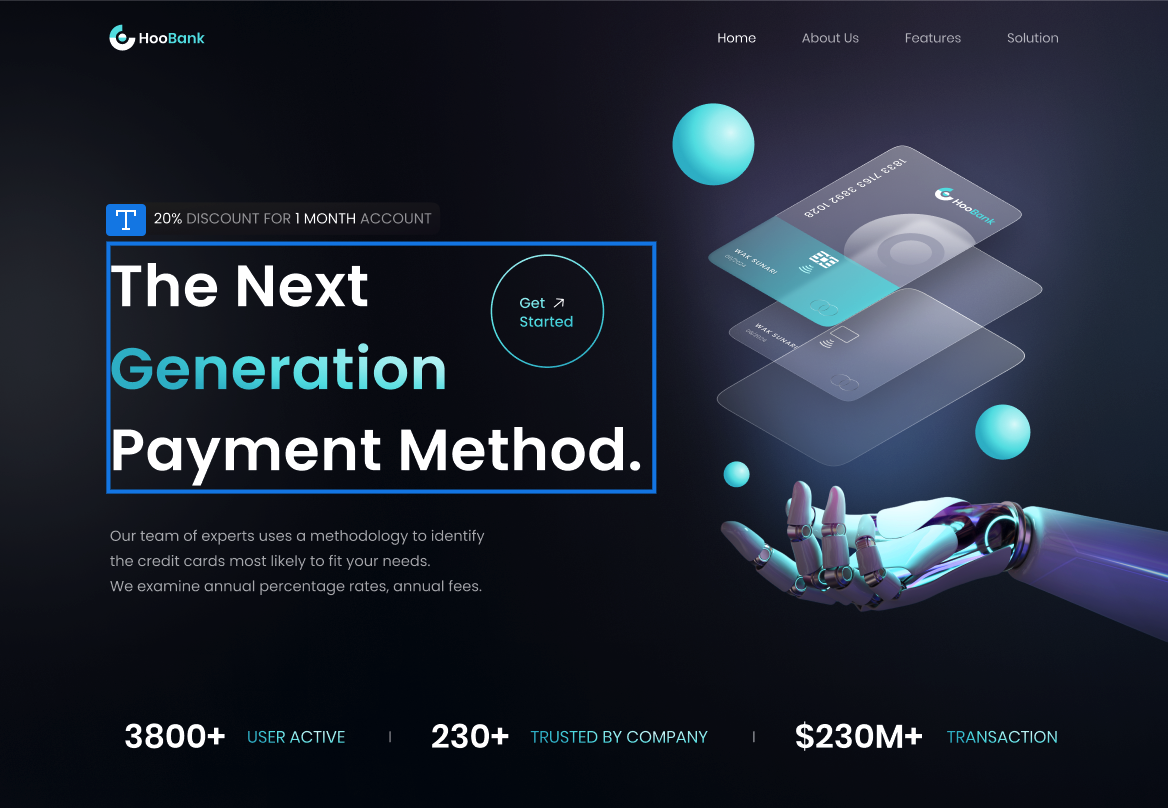 HooBank
Home
About Us
Features
Solution
20% DISCOUNT FOR 1 MONTH ACCOUNT
The Next
Get
Started
Generation
Payment Method.
Our team of experts uses a methodology to identify
the credit cards most likely to fit your needs.
We examine annual percentage rates, annual fees.
1833 7163 3892 1028
HooBank
WAK SUNARI
WAK SUNARI
3800+ USER ACTIVE
230+ TRUSTED BY COMPANY
$230M+ TRANSACTION